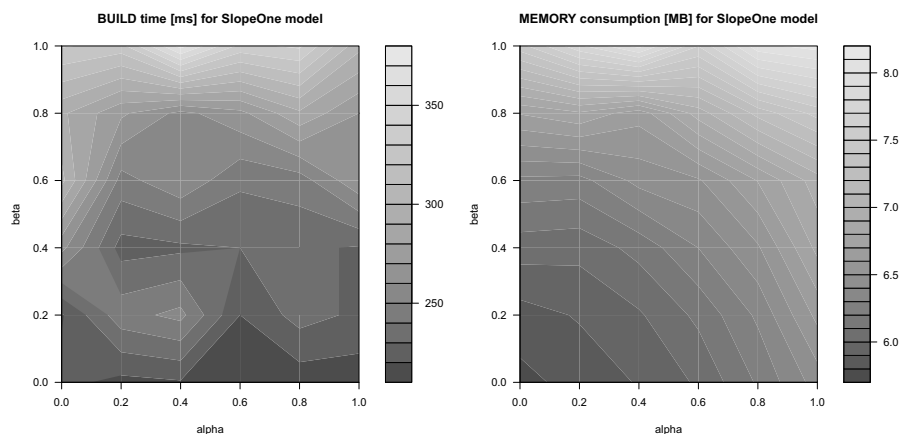 BUILD time [ms] for SlopeOne model
1.0
0.8
0.6
0.4
0.2
0.0
beta
0.0 0.2 0.4 0.6 0.8 1.0
alpha
350
300
250
MEMORY consumption [MB] for SlopeOne model
1.0
0.8
0.6
0.4
0.2
0.0
beta
0.0 0.2 0.4 0.6 0.8 1.0
alpha
8.0
7.5
7.0
6.5
6.0